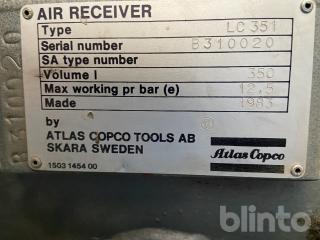 AIR RECEIVER
Type LC 351
Serial number B310020
SA type number
Volume l 350
Max working pr bar (e) 12,5
Made 1983
by
ATLAS COPCO TOOLS AB
SKARA SWEDEN
1503 1454 00
Atlas Copco
B310020
blinto